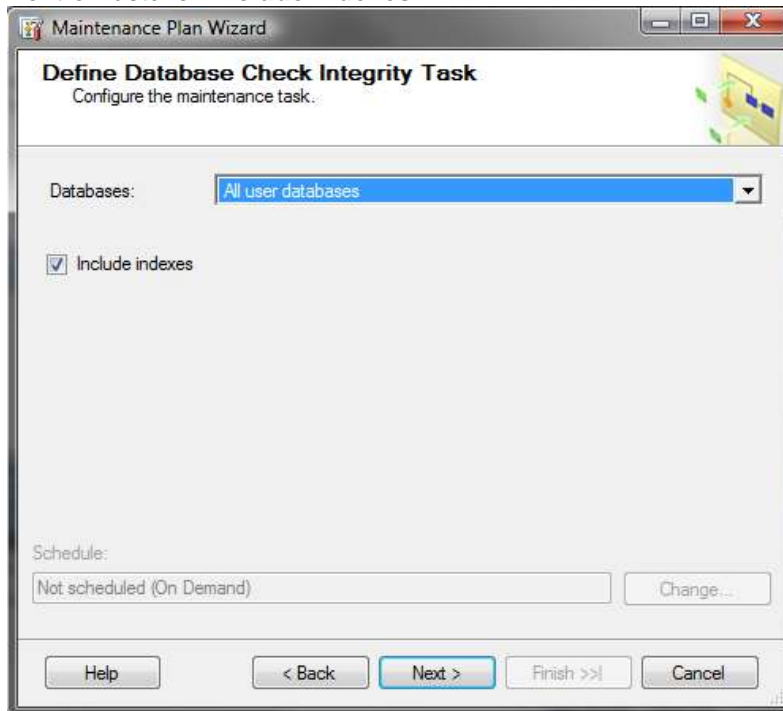 Maintenance Plan Wizard
Define Database Check Integrity Task
Configure the maintenance task.
Databases: All user databases
Include indexes
Schedule:
Not scheduled (On Demand) Change...
Help < Back Next > Finish >>| Cancel